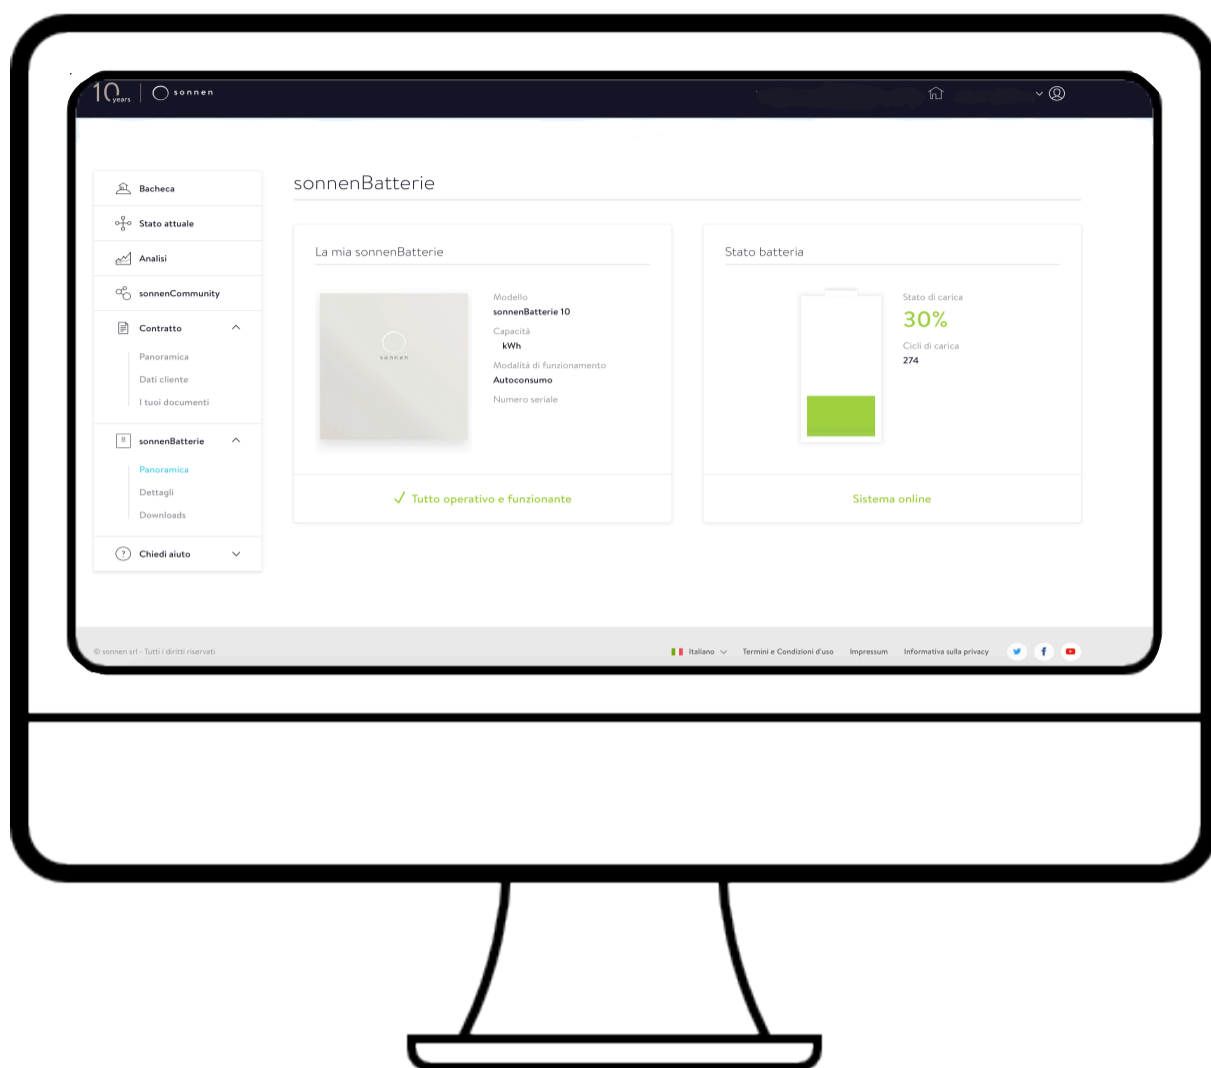 10 years sonnen
Bacheca
Stato attuale
Analisi
sonnenCommunity
Contratto
Panoramica
Dati cliente
I tuoi documenti
sonnenBatterie
Panoramica
Dettagli
Downloads
Chiedi aiuto
sonnenBatterie
La mia sonnenBatterie
sonnen
Modello
sonnenBatterie 10
Capacità
kWh
Modalità di funzionamento
Autoconsumo
Numero seriale
Tutto operativo e funzionante
Stato batteria
Stato di carica
30%
Cicli di carica
274
Sistema online
© sonnen srl - Tutti i diritti riservati
Italiano Termini e Condizioni d'uso Impressum Informativa sulla privacy